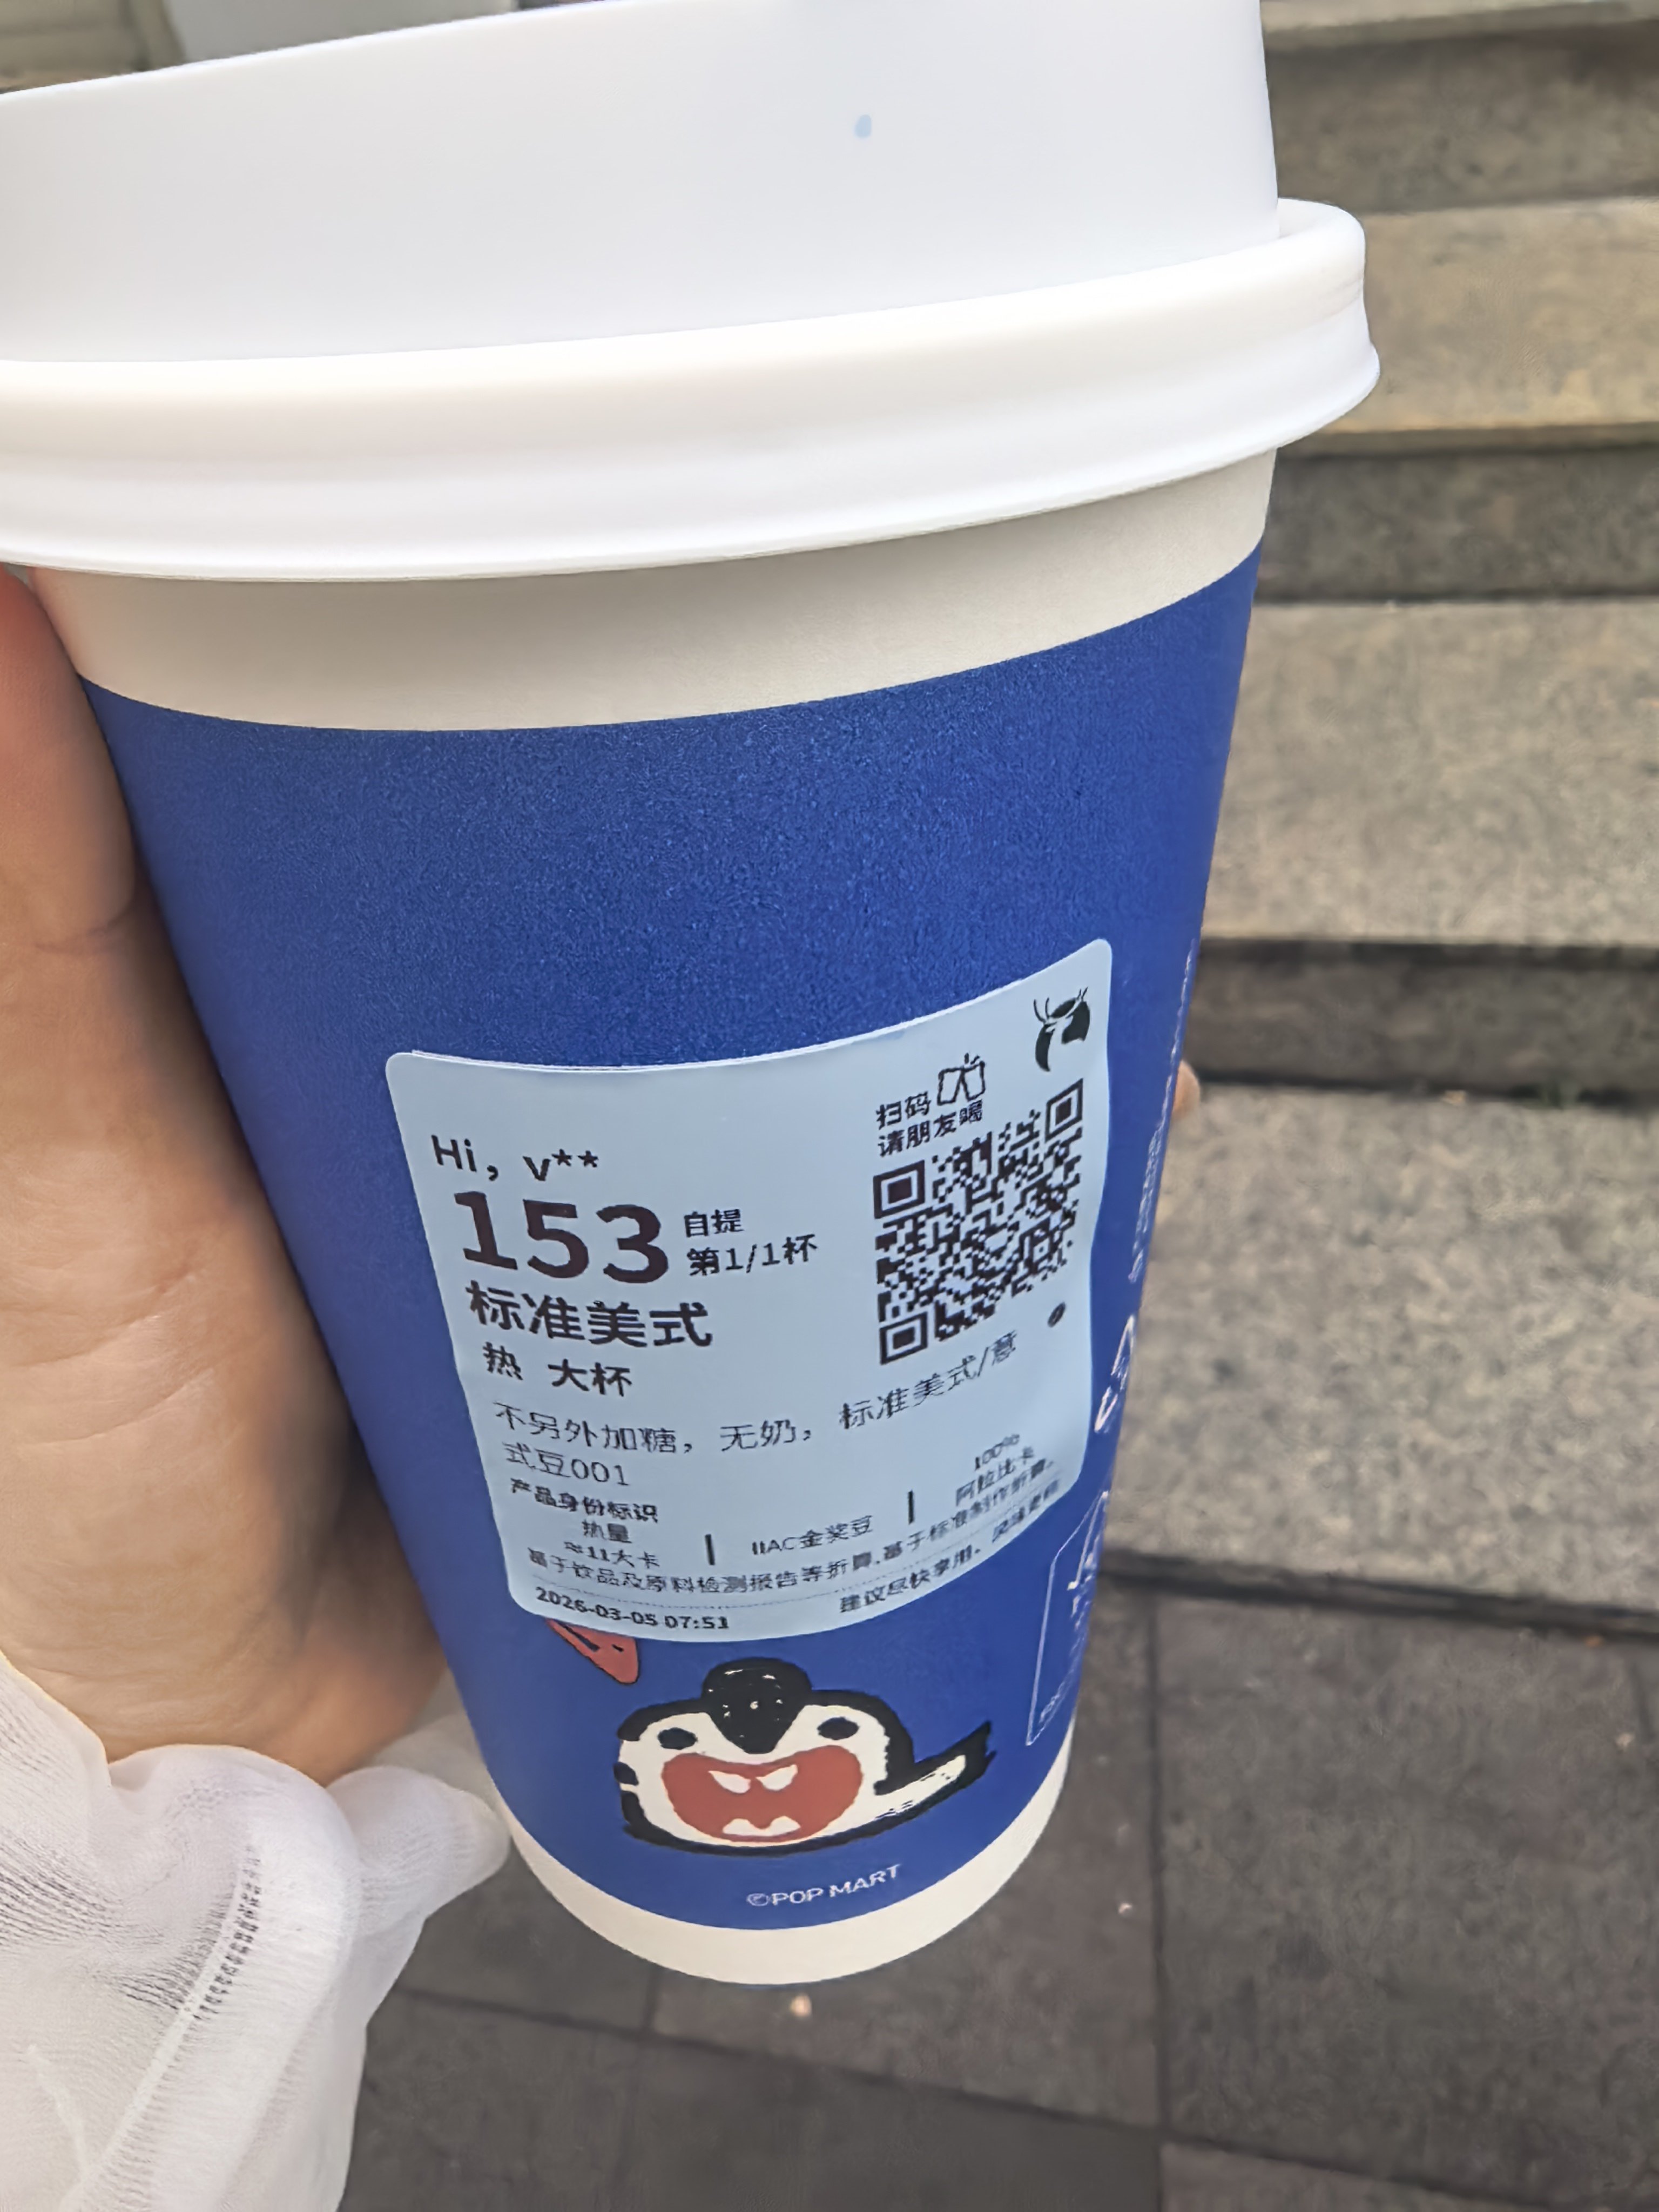 扫码
请朋友喝
Hi, v**
153
自提
第1/1杯
标准美式
热 大杯
不另外加糖，无奶，标准美式/意
式豆001
产品身份标识
热量
≈11大卡
IIAC金奖豆
100%
阿拉比卡
基于饮品及原料检测报告等折算,基于标准制作折算。
2026-03-05 07:51
建议尽快享用，风味更佳
©POP MART